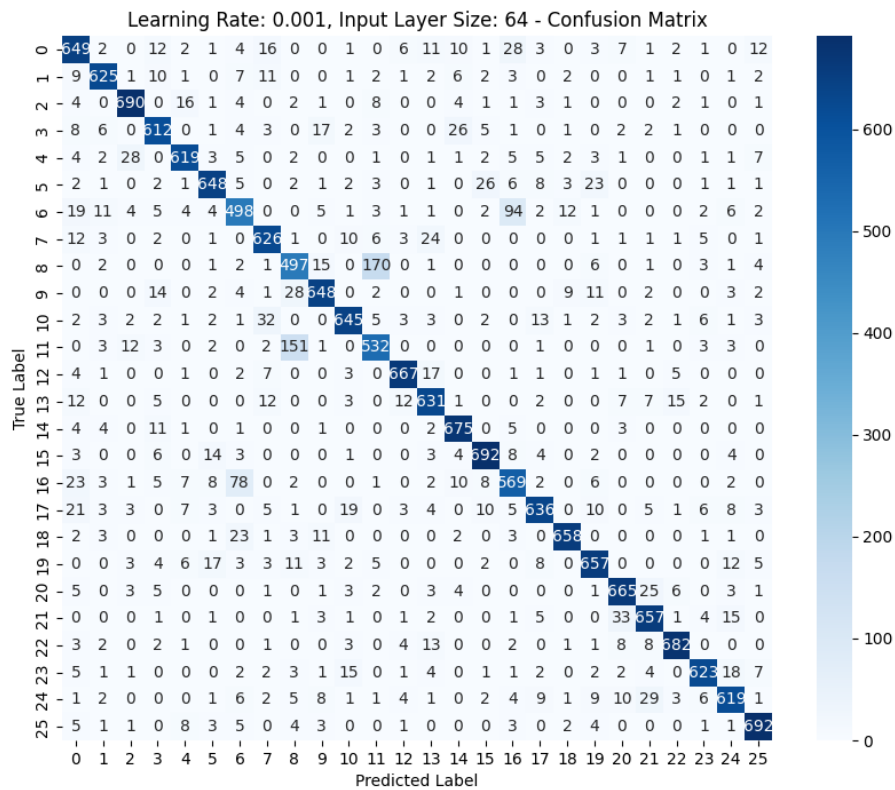 Learning Rate: 0.001, Input Layer Size: 64 - Confusion Matrix
0 649 2 0 12 2 1 4 16 0 0 1 0 6 11 10 1 28 3 0 3 7 1 2 1 0 12
1 9 625 1 10 1 0 7 11 0 0 1 2 1 2 6 2 3 0 2 2 0 1 1 0 1 2
2 4 0 690 0 16 1 4 0 2 1 0 8 0 0 4 1 1 3 1 0 0 0 2 1 0 1
3 8 6 0 612 0 1 4 3 0 17 2 3 0 0 26 5 1 0 1 0 2 2 1 1 0 0
4 4 2 28 0 619 3 5 0 2 0 0 1 0 1 1 2 5 5 2 3 1 0 0 1 1 7
5 2 1 0 2 1 648 5 0 2 1 2 3 0 1 0 26 6 8 3 23 0 0 0 1 1 1
6 19 11 4 5 4 4 498 0 0 5 1 3 1 1 0 2 94 2 12 1 0 0 0 2 6 2
7 12 3 0 2 0 1 0 626 1 0 10 6 3 24 0 0 0 0 0 1 1 1 1 5 0 1
8 0 2 0 0 0 1 2 1 497 15 0 170 0 1 0 0 0 0 0 6 0 1 0 3 1 4
9 0 0 0 14 0 2 4 1 28 648 0 2 0 0 1 0 0 0 9 11 0 2 0 0 3 2
10 2 3 2 2 1 2 1 32 0 0 645 5 3 3 0 2 0 13 1 2 3 2 1 6 1 3
11 0 3 12 3 0 2 0 2 151 1 0 532 0 0 0 0 0 1 0 0 0 1 0 3 3 0
12 4 1 0 0 0 1 2 7 0 0 3 0 667 17 0 0 1 1 0 1 1 0 5 0 0 0
13 12 0 0 5 0 0 0 12 0 0 3 0 12 631 1 0 0 2 0 0 7 7 15 2 0 1
14 4 4 0 11 1 0 1 0 0 0 0 0 0 2 675 0 5 0 0 0 3 0 0 0 0 0
15 3 0 0 6 0 14 3 0 0 0 1 0 0 3 4 692 8 4 0 0 0 0 0 0 4 0
16 23 3 1 5 7 8 78 0 2 0 0 1 0 2 10 8 569 2 0 6 0 0 0 0 2 0
17 21 3 3 0 7 3 0 5 1 0 19 0 3 4 0 10 5 636 0 10 0 5 1 6 8 3
18 2 3 0 0 0 0 23 1 3 11 0 0 0 2 0 0 3 0 658 0 0 0 0 1 1 0
19 0 0 3 4 6 17 3 3 11 3 2 5 0 0 0 2 0 8 0 657 0 0 0 0 12 5
20 5 0 3 5 0 0 1 0 0 0 2 0 3 3 4 0 0 0 0 1 665 25 6 0 3 1
21 0 0 0 1 0 1 0 0 1 3 1 0 1 2 0 0 1 5 0 0 33 657 1 4 15 0
22 3 2 0 2 1 0 0 1 0 0 3 0 4 13 0 0 2 0 1 1 8 8 682 0 0 0
23 5 1 1 0 0 0 2 2 3 1 15 0 1 4 0 1 1 2 0 2 2 4 0 623 18 7
24 1 2 0 0 0 1 6 2 5 8 1 1 4 1 0 2 4 9 1 9 10 29 3 6 619 1
25 5 1 1 0 8 3 5 0 4 3 0 0 1 0 0 0 3 0 2 4 0 0 0 1 1 692
0 1 2 3 4 5 6 7 8 9 10 11 12 13 14 15 16 17 18 19 20 21 22 23 24 25
Predicted Label
True Label
600
500
400
300
200
100
0